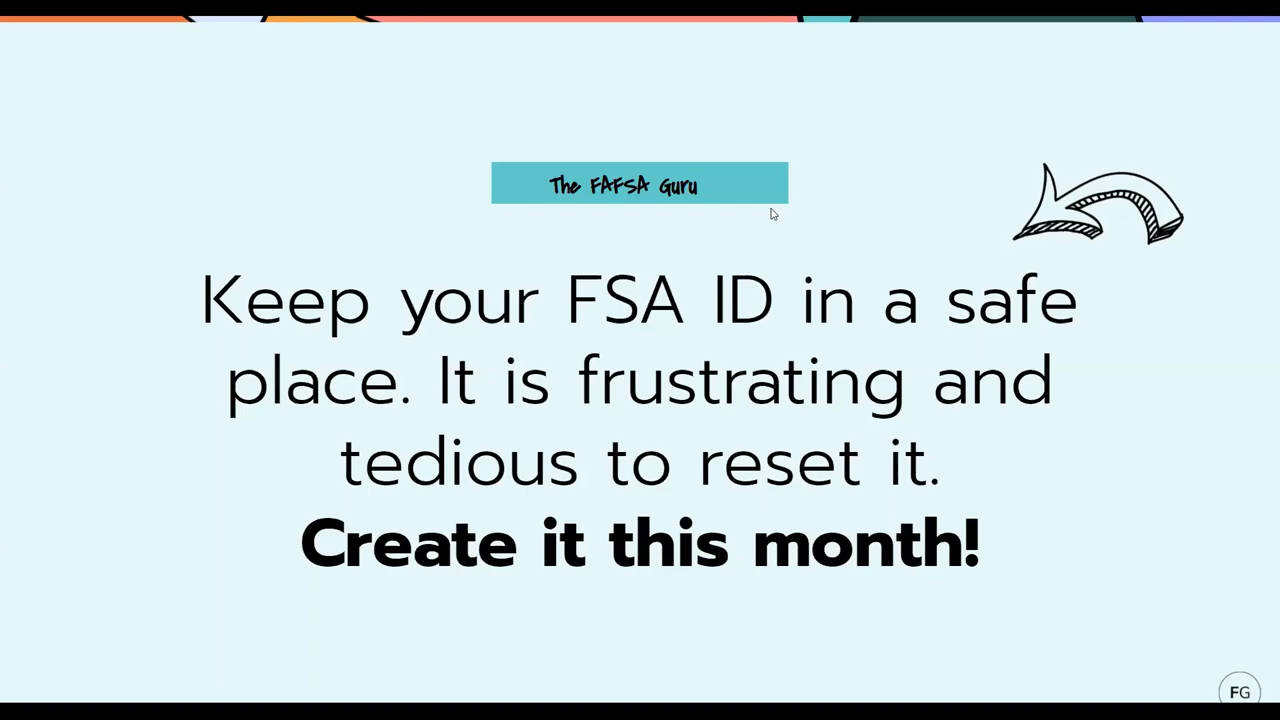 The FAFSA Guru
Keep your FSA ID in a safe
place. It is frustrating and
tedious to reset it.
Create it this month!
FG